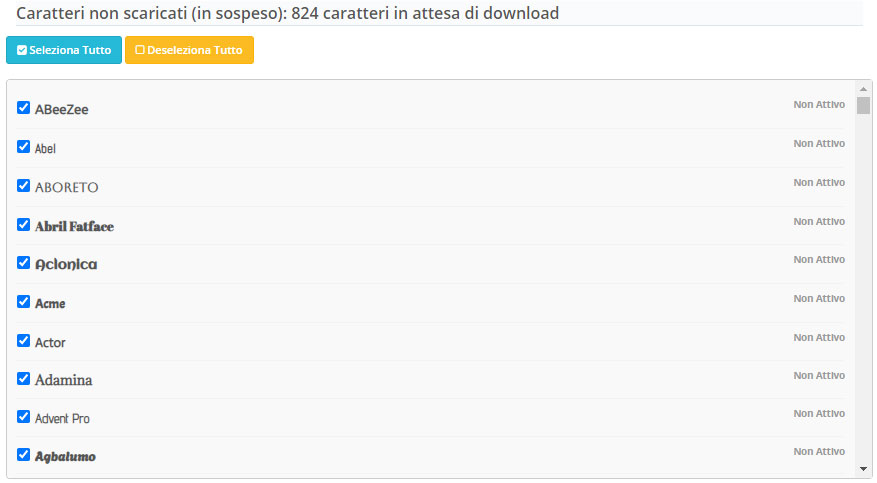 Caratteri non scaricati (in sospeso): 824 caratteri in attesa di download
Seleziona Tutto Deseleziona Tutto
ABeeZee Non Attivo
Abel Non Attivo
ABORETO Non Attivo
Abril Fatface Non Attivo
Aclonica Non Attivo
Acme Non Attivo
Actor Non Attivo
Adamina Non Attivo
Advent Pro Non Attivo
Agbalumo Non Attivo